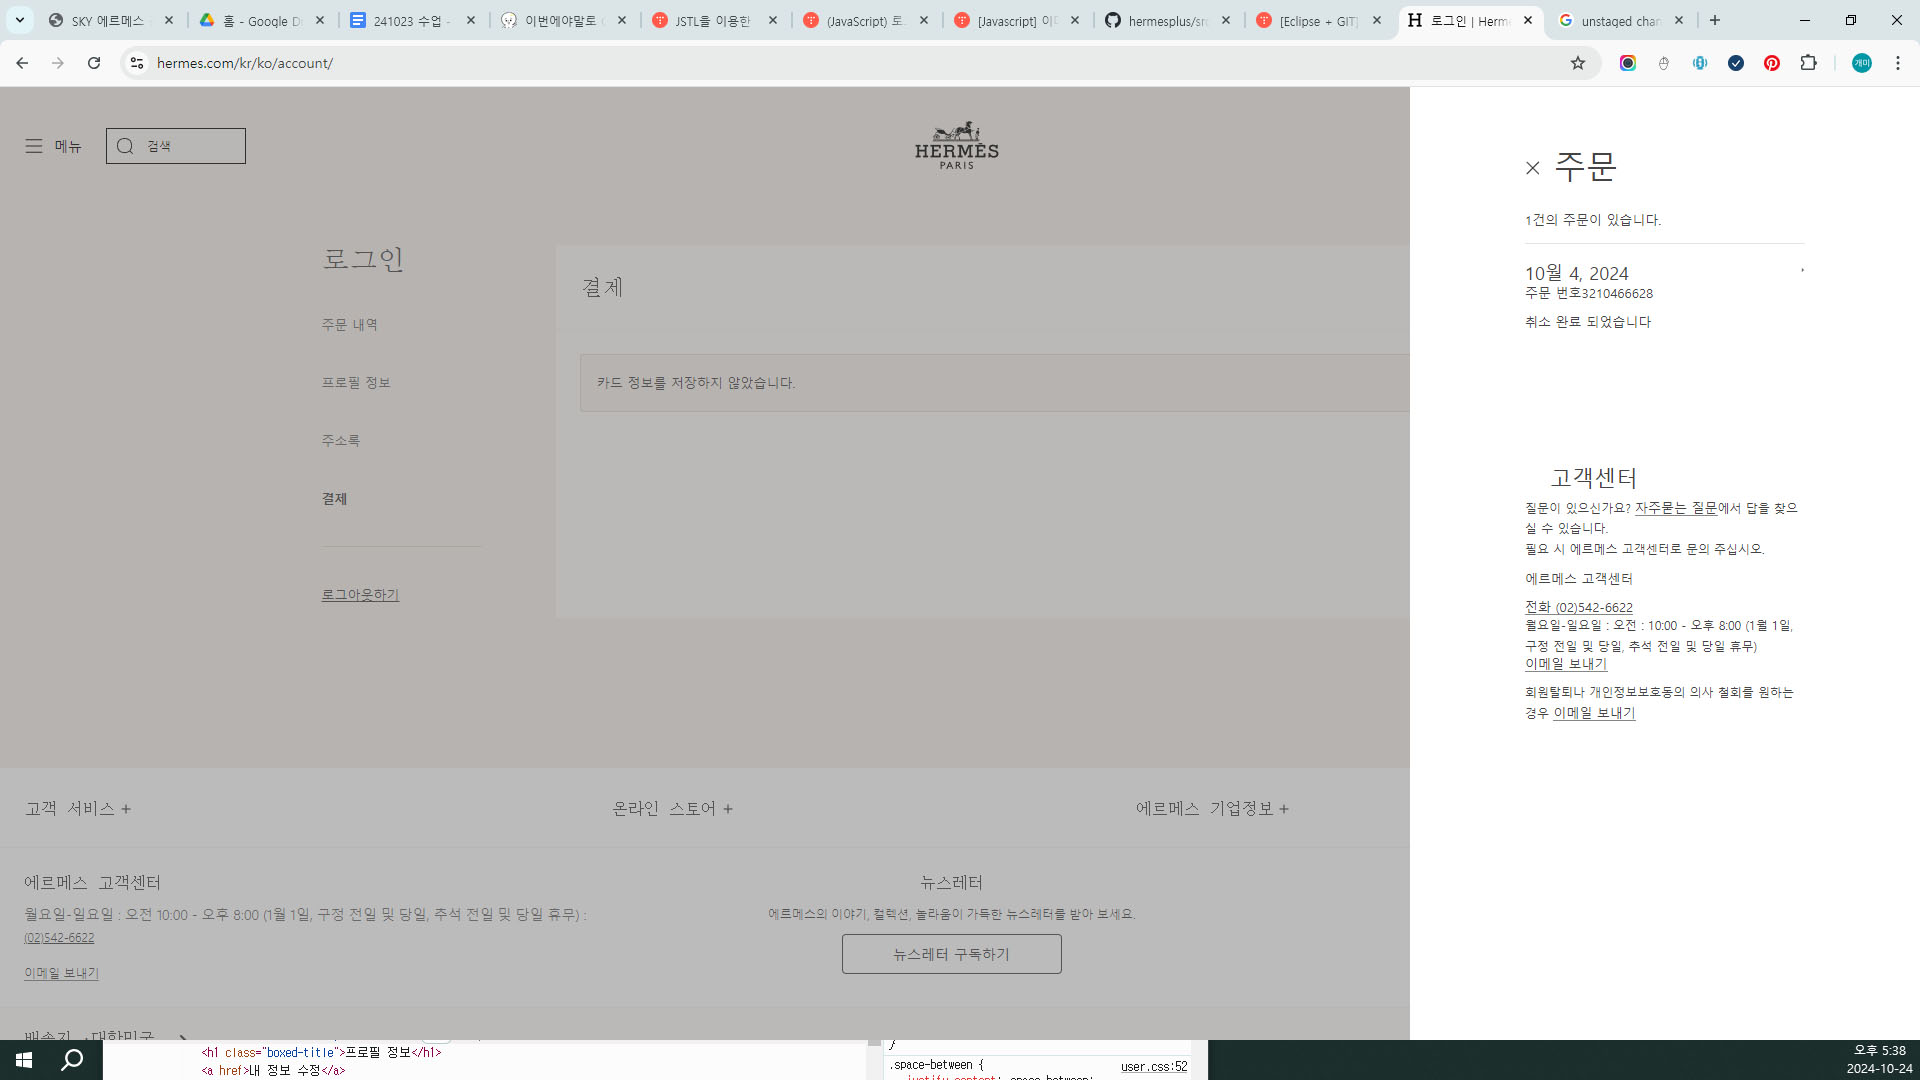 SKY 에르메스
홈 - Google D
241023 수업 -
이번에야말로
JSTL을 이용한
(JavaScript) 로
[Javascript] 이
hermesplus/src
[Eclipse + GIT]
로그인 | Herm
unstaged chan
hermes.com/kr/ko/account/
개미
메뉴
검색
HERMÈS
PARIS
로그인
주문 내역
프로필 정보
주소록
결제
로그아웃하기
결제
카드 정보를 저장하지 않았습니다.
주문
1건의 주문이 있습니다.
10월 4, 2024
주문 번호3210466628
취소 완료 되었습니다
고객센터
질문이 있으신가요? 자주묻는 질문에서 답을 찾으
실 수 있습니다.
필요 시 에르메스 고객센터로 문의 주십시오.
에르메스 고객센터
전화 (02)542-6622
월요일-일요일 : 오전 : 10:00 - 오후 8:00 (1월 1일,
구정 전일 및 당일, 추석 전일 및 당일 휴무)
이메일 보내기
회원탈퇴나 개인정보보호동의 의사 철회를 원하는
경우 이메일 보내기
고객 서비스 +
온라인 스토어 +
에르메스 기업정보 +
에르메스 고객센터
월요일-일요일 : 오전 10:00 - 오후 8:00 (1월 1일, 구정 전일 및 당일, 추석 전일 및 당일 휴무) :
(02)542-6622
이메일 보내기
뉴스레터
에르메스의 이야기, 컬렉션, 놀라움이 가득한 뉴스레터를 받아 보세요.
뉴스레터 구독하기
배송지 : 대한민국
<h1 class="boxed-title">프로필 정보</h1>
<a href>내 정보 수정</a>
}
.space-between {
user.css:52
justify-content: space-between;
오후 5:38
2024-10-24